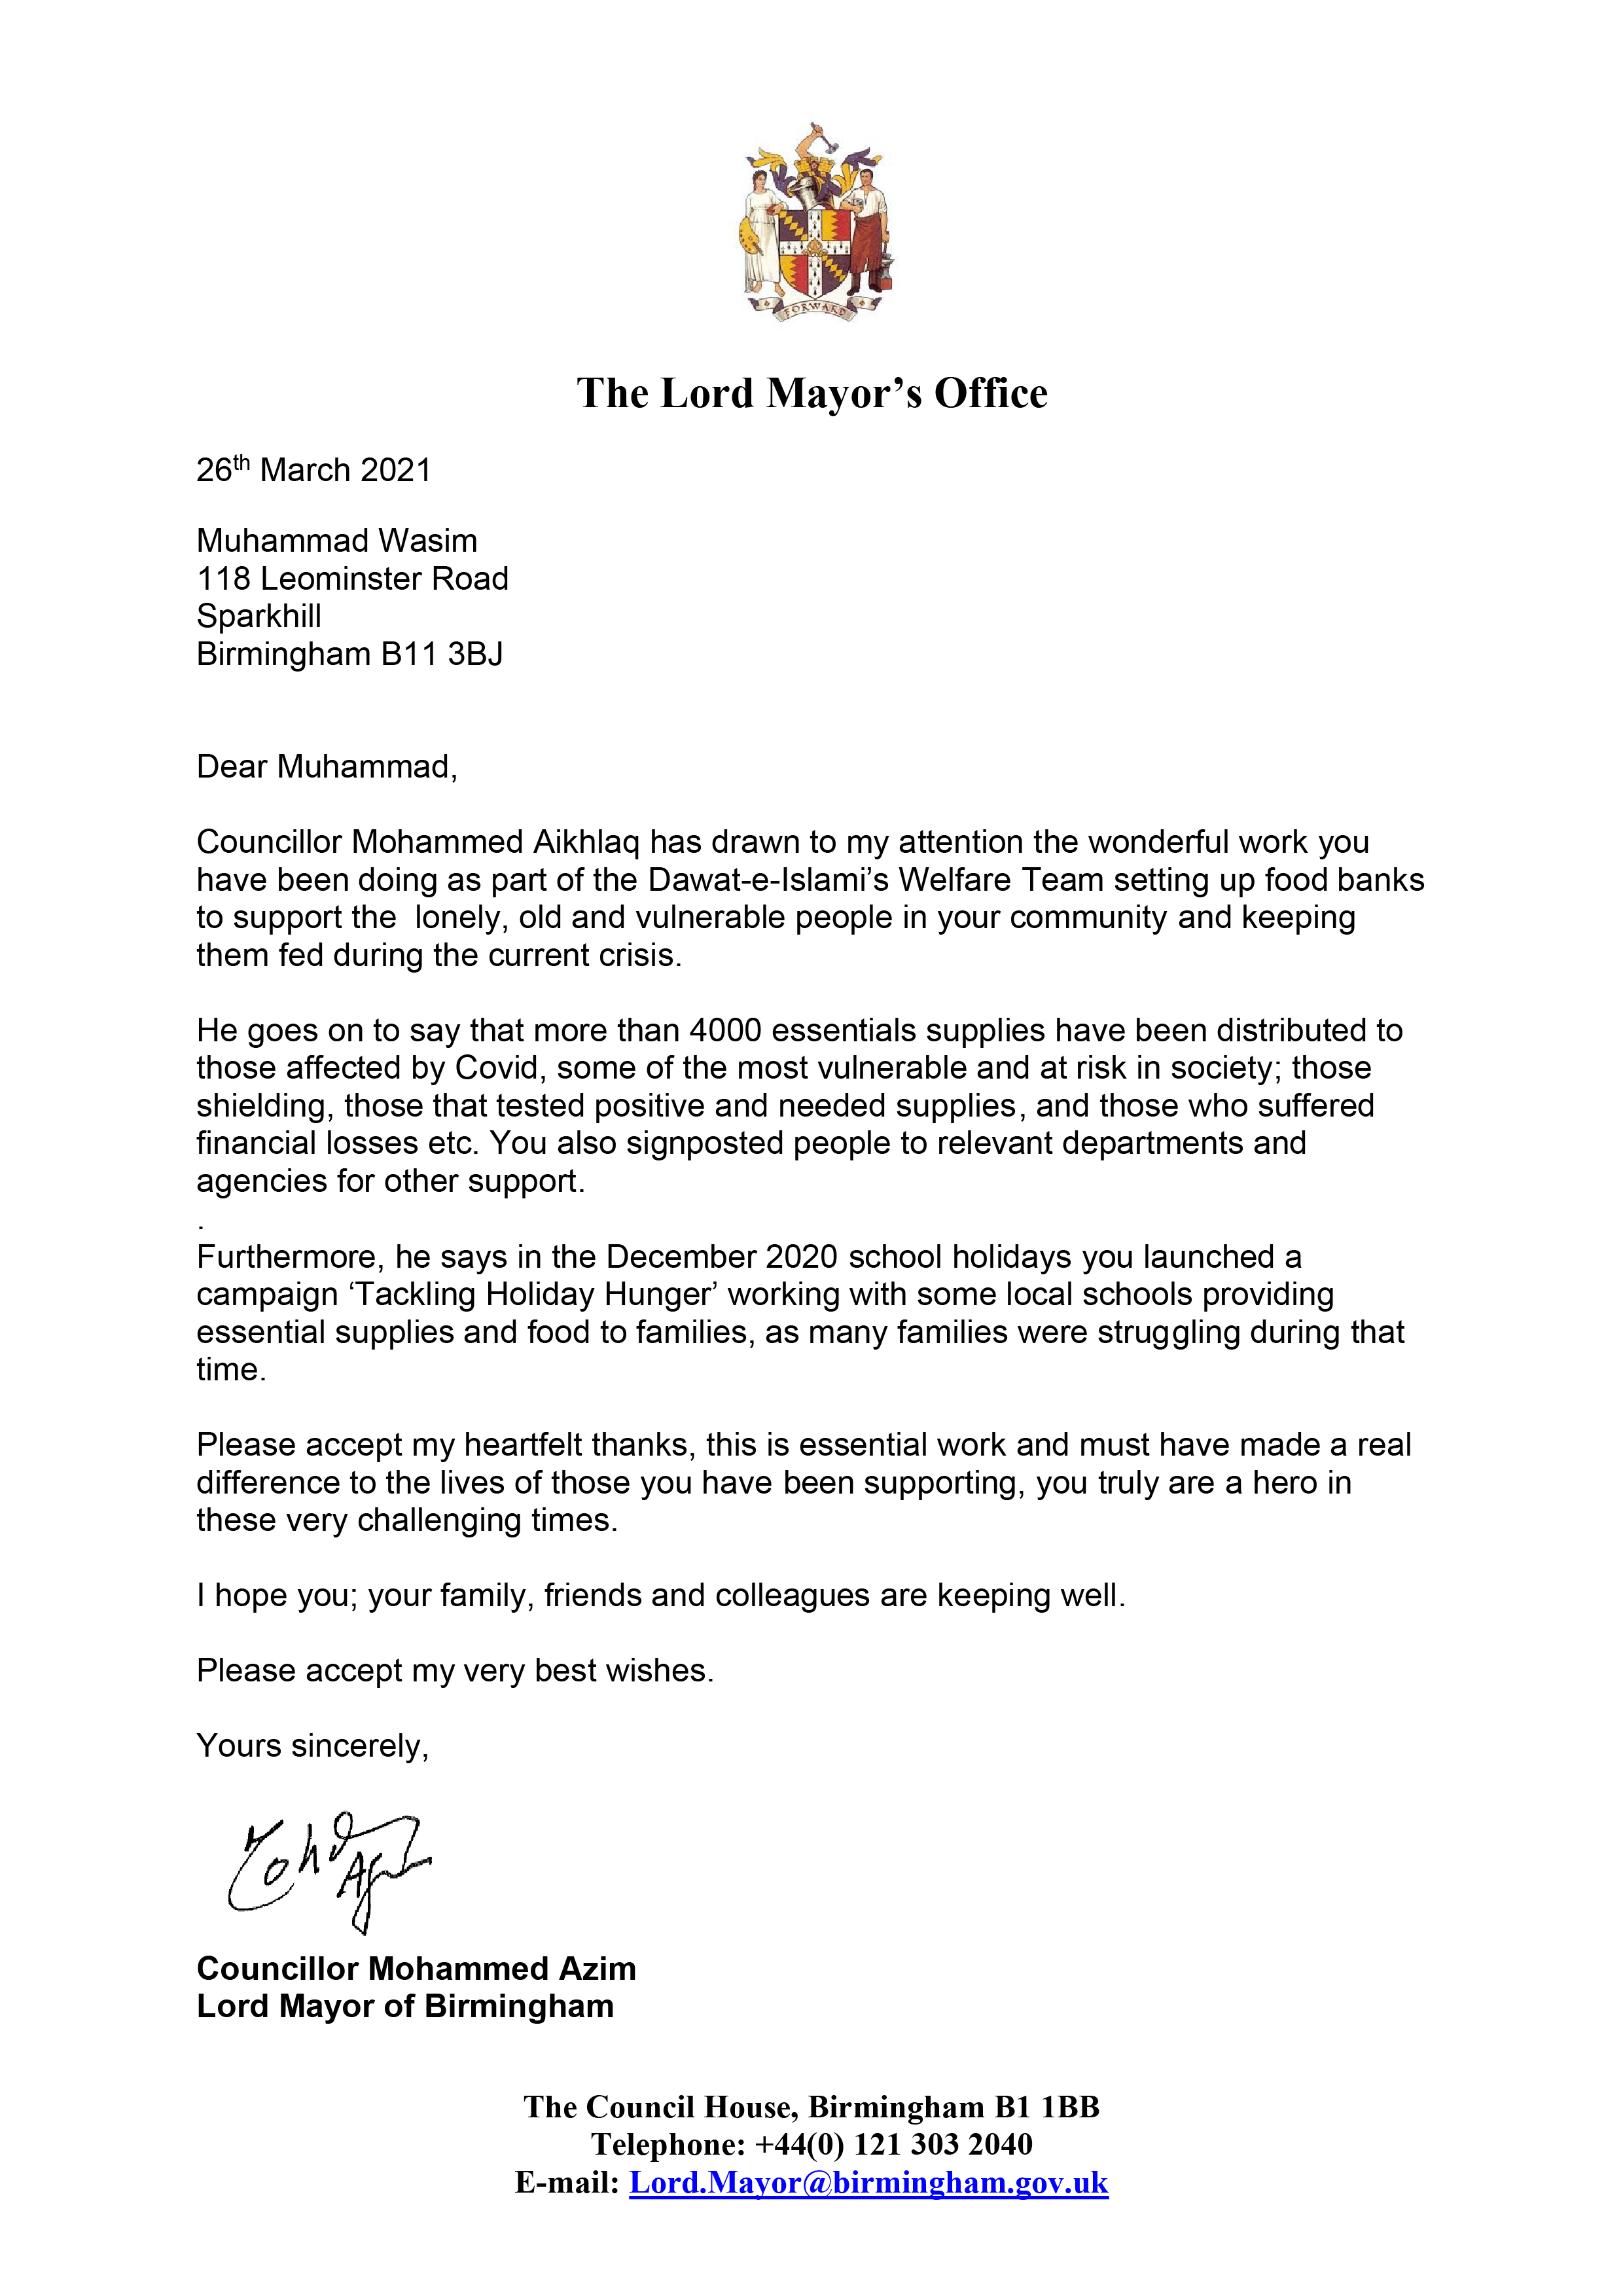 FORWARD
The Lord Mayor’s Office
26th March 2021
Muhammad Wasim
118 Leominster Road
Sparkhill
Birmingham B11 3BJ
Dear Muhammad,
Councillor Mohammed Aikhlaq has drawn to my attention the wonderful work you
have been doing as part of the Dawat-e-Islami’s Welfare Team setting up food banks
to support the  lonely, old and vulnerable people in your community and keeping
them fed during the current crisis.
He goes on to say that more than 4000 essentials supplies have been distributed to
those affected by Covid, some of the most vulnerable and at risk in society; those
shielding, those that tested positive and needed supplies, and those who suffered
financial losses etc. You also signposted people to relevant departments and
agencies for other support.
.
Furthermore, he says in the December 2020 school holidays you launched a
campaign ‘Tackling Holiday Hunger’ working with some local schools providing
essential supplies and food to families, as many families were struggling during that
time.
Please accept my heartfelt thanks, this is essential work and must have made a real
difference to the lives of those you have been supporting, you truly are a hero in
these very challenging times.
I hope you; your family, friends and colleagues are keeping well.
Please accept my very best wishes.
Yours sincerely,
Councillor Mohammed Azim
Lord Mayor of Birmingham
The Council House, Birmingham B1 1BB
Telephone: +44(0) 121 303 2040
E-mail: Lord.Mayor@birmingham.gov.uk